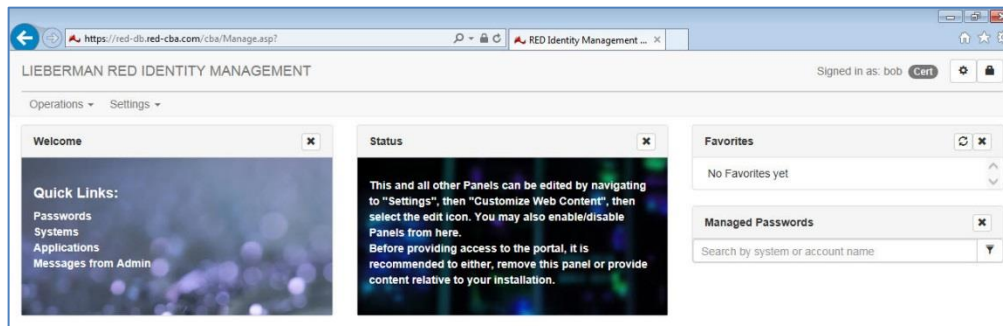 https://red-db.red-cba.com/cba/Manage.asp?
RED Identity Management ...
LIEBERMAN RED IDENTITY MANAGEMENT
Signed in as: bob Cert
Operations Settings
Welcome
Quick Links:
Passwords
Systems
Applications
Messages from Admin
Status
This and all other Panels can be edited by navigating
to "Settings", then "Customize Web Content", then
select the edit icon. You may also enable/disable
Panels from here.
Before providing access to the portal, it is
recommended to either, remove this panel or provide
content relative to your installation.
Favorites
No Favorites yet
Managed Passwords
Search by system or account name